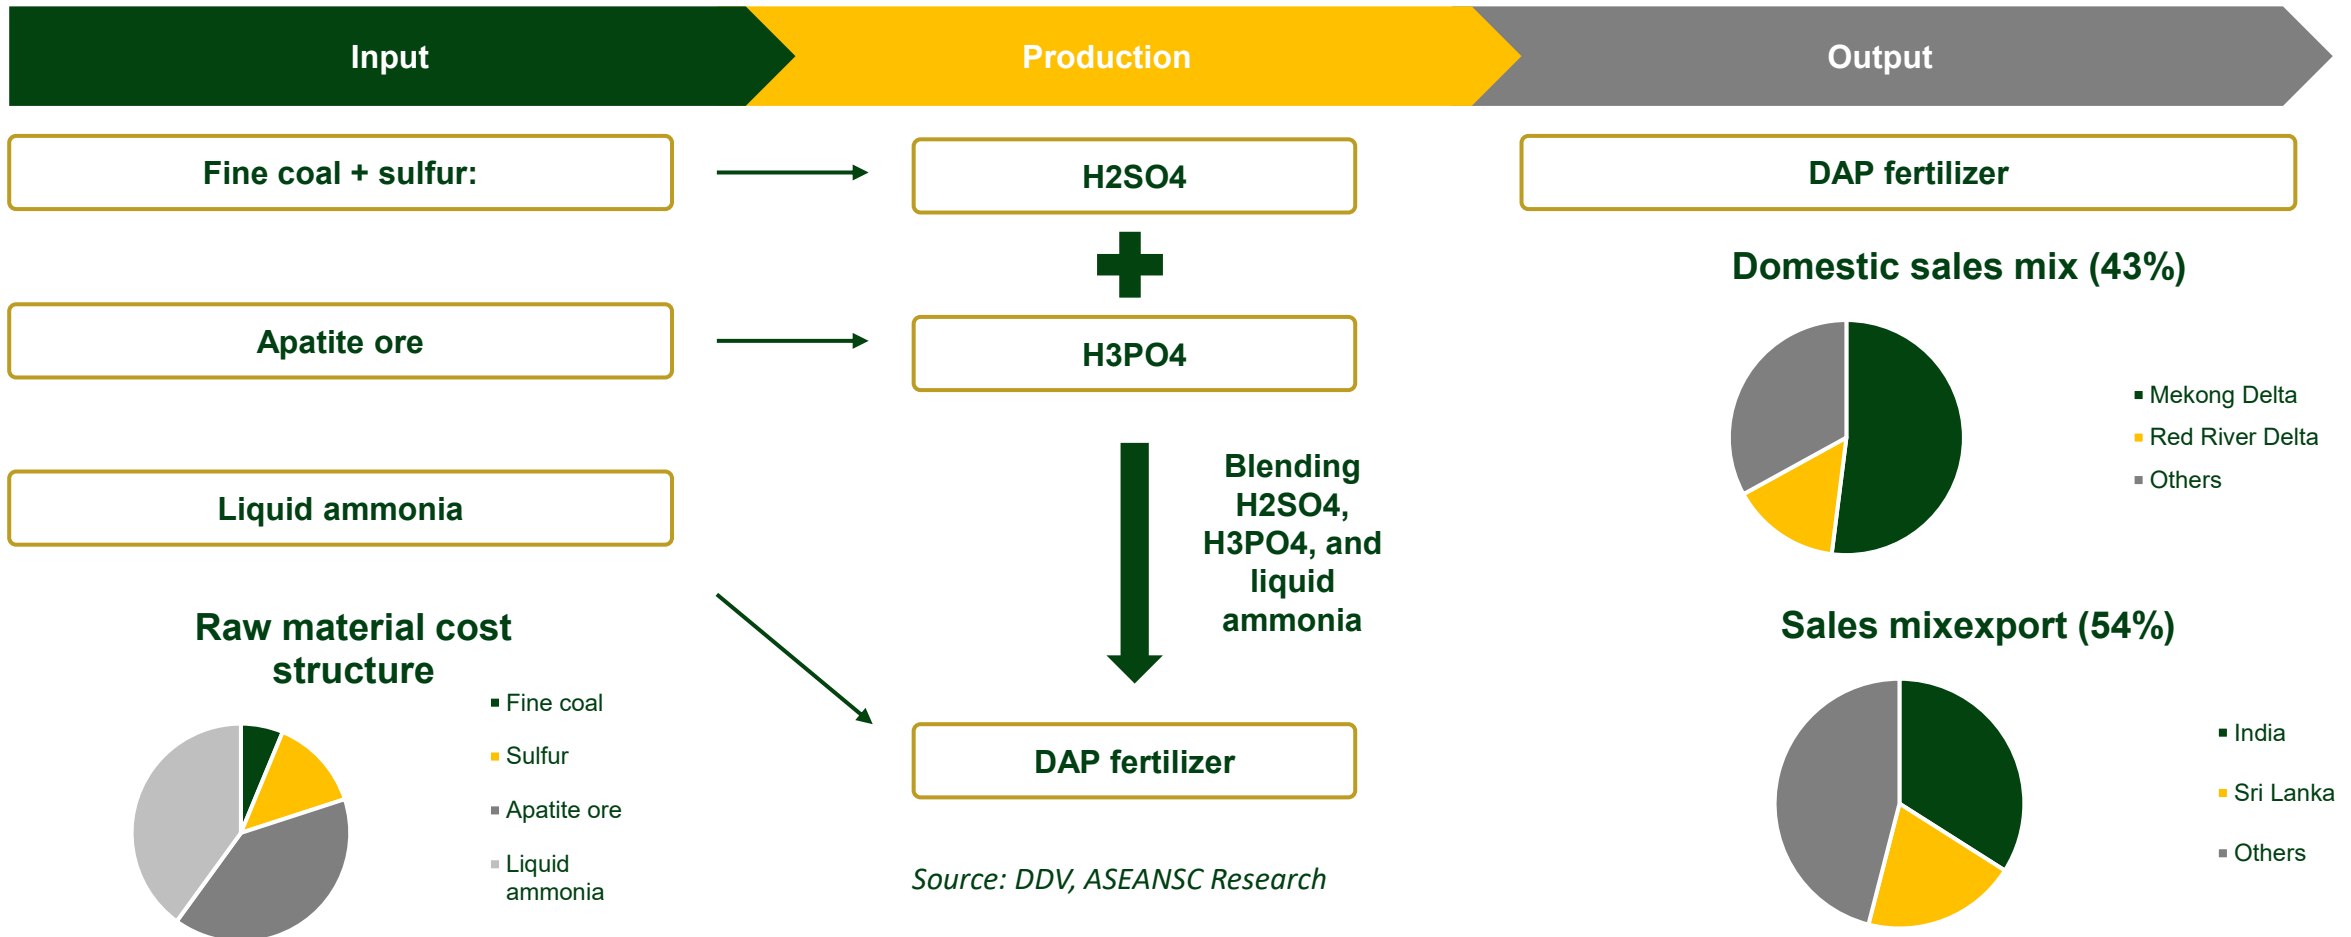 Input
Production
Output
Fine coal + sulfur:
H2SO4
DAP fertilizer
Apatite ore
H3PO4
Liquid ammonia
Blending
H2SO4,
H3PO4, and
liquid
ammonia
DAP fertilizer
Raw material cost
structure
Fine coal
Sulfur
Apatite ore
Liquid
ammonia
Domestic sales mix (43%)
Mekong Delta
Red River Delta
Others
Sales mixexport (54%)
India
Sri Lanka
Others
Source: DDV, ASEANSC Research